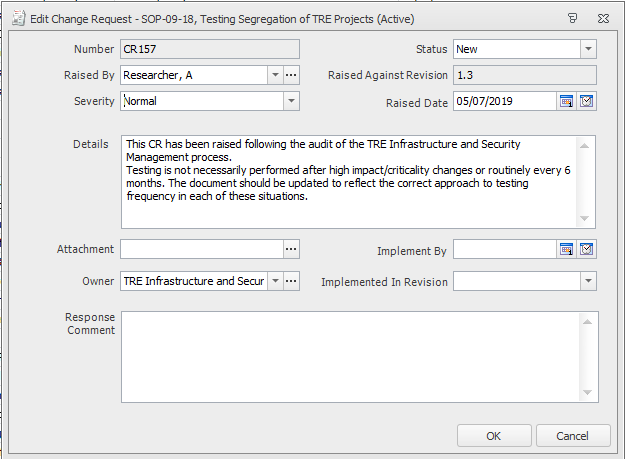 Edit Change Request - SOP-09-18, Testing Segregation of TRE Projects (Active)
Number CR157 Status New
Raised By Researcher, A ... Raised Against Revision 1.3
Severity Normal Raised Date 05/07/2019
Details
This CR has been raised following the audit of the TRE Infrastructure and Security
Management process.
Testing is not necessarily performed after high impact/criticality changes or routinely every 6
months. The document should be updated to reflect the correct approach to testing
frequency in each of these situations.
Attachment ... Implement By
Owner TRE Infrastructure and Secur ... Implemented In Revision
Response
Comment
OK Cancel